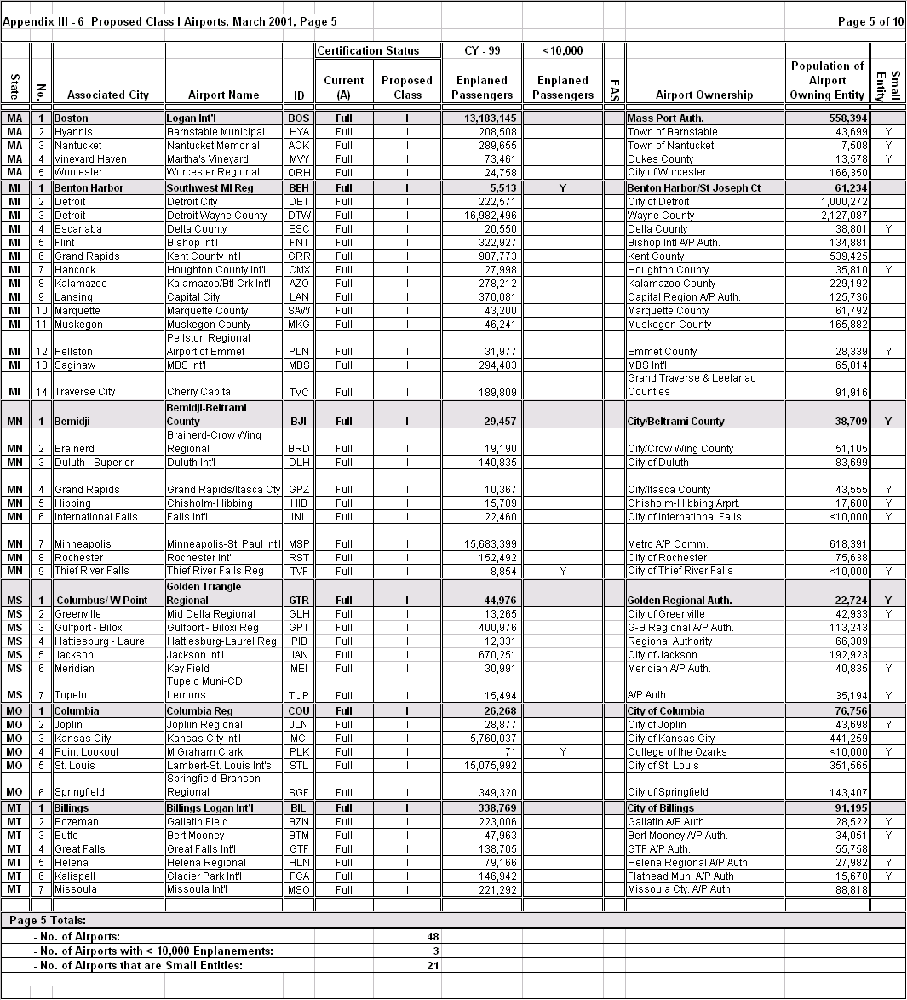 Appendix III - 6 Proposed Class I Airports, March 2001, Page 5 Page 5 of 10
Certification Status CY - 99 <10,000
State No. Associated City Airport Name ID Current (A) Proposed Class Enplaned Passengers Enplaned Passengers EAS Airport Ownership Population of Airport Owning Entity Small Entity
MA 1 Boston Logan Int'l BOS Full I 13,183,145 Mass Port Auth. 558,394
MA 2 Hyannis Barnstable Municipal HYA Full I 208,508 Town of Barnstable 43,699 Y
MA 3 Nantucket Nantucket Memorial ACK Full I 289,655 Town of Nantucket 7,508 Y
MA 4 Vineyard Haven Martha's Vineyard MVY Full I 73,461 Dukes County 13,578 Y
MA 5 Worcester Worcester Regional ORH Full I 24,758 City of Worcester 166,350
MI 1 Benton Harbor Southwest MI Reg BEH Full I 5,513 Y Benton Harbor/St Joseph Ct 61,234
MI 2 Detroit Detroit City DET Full I 222,571 City of Detroit 1,000,272
MI 3 Detroit Detroit Wayne County DTW Full I 16,982,496 Wayne County 2,127,087
MI 4 Escanaba Delta County ESC Full I 20,550 Delta County 38,801 Y
MI 5 Flint Bishop Int'l FNT Full I 322,927 Bishop Intl A/P Auth. 134,881
MI 6 Grand Rapids Kent County Int'l GRR Full I 907,773 Kent County 539,425
MI 7 Hancock Houghton County Int'l CMX Full I 27,998 Houghton County 35,810 Y
MI 8 Kalamazoo Kalamazoo/Btl Crk Int'l AZO Full I 278,212 Kalamazoo County 229,192
MI 9 Lansing Capital City LAN Full I 370,081 Capital Region A/P Auth. 125,736
MI 10 Marquette Marquette County SAW Full I 43,200 Marquette County 61,792
MI 11 Muskegon Muskegon County MKG Full I 46,241 Muskegon County 165,882
Pellston Regional
MI 12 Pellston Airport of Emmet PLN Full I 31,977 Emmet County 28,339 Y
MI 13 Saginaw MBS Int'l MBS Full I 294,483 MBS Int'l 65,014
Grand Traverse & Leelanau
MI 14 Traverse City Cherry Capital TVC Full I 189,809 Counties 91,916
Bemidji-Beltrami
MN 1 Bemidji County BJI Full I 29,457 City/Beltrami County 38,709 Y
Brainerd-Crow Wing
MN 2 Brainerd Regional BRD Full I 19,190 City/Crow Wing County 51,105
MN 3 Duluth - Superior Duluth Int'l DLH Full I 140,835 City of Duluth 83,699
MN 4 Grand Rapids Grand Rapids/Itasca Cty GPZ Full I 10,367 City/Itasca County 43,555 Y
MN 5 Hibbing Chisholm-Hibbing HIB Full I 15,709 Chisholm-Hibbing Arprt. 17,600 Y
MN 6 International Falls Falls Int'l INL Full I 22,460 City of International Falls <10,000 Y
MN 7 Minneapolis Minneapolis-St. Paul Int'l MSP Full I 15,683,399 Metro A/P Comm. 618,391
MN 8 Rochester Rochester Int'l RST Full I 152,492 City of Rochester 75,638
MN 9 Thief River Falls Thief River Falls Reg TVF Full I 8,854 Y City of Thief River Falls <10,000 Y
Golden Triangle
MS 1 Columbus/ W Point Regional GTR Full I 44,976 Golden Regional Auth. 22,724 Y
MS 2 Greenville Mid Delta Regional GLH Full I 13,265 City of Greenville 42,933 Y
MS 3 Gulfport - Biloxi Gulfport - Biloxi Reg GPT Full I 400,976 G-B Regional A/P Auth. 113,243
MS 4 Hattiesburg - Laurel Hattiesburg-Laurel Reg PIB Full I 12,331 Regional Authority 66,389
MS 5 Jackson Jackson Int'l JAN Full I 670,251 City of Jackson 192,923
MS 6 Meridian Key Field MEI Full I 30,991 Meridian A/P Auth. 40,835 Y
Tupelo Muni-CD
MS 7 Tupelo Lemons TUP Full I 15,494 A/P Auth. 35,194 Y
MO 1 Columbia Columbia Reg COU Full I 26,268 City of Columbia 76,756
MO 2 Joplin Jopliin Regional JLN Full I 28,877 City of Joplin 43,698 Y
MO 3 Kansas City Kansas City Int'l MCI Full I 5,760,037 City of Kansas City 441,259
MO 4 Point Lookout M Graham Clark PLK Full I 71 Y College of the Ozarks <10,000 Y
MO 5 St. Louis Lambert-St. Louis Int's STL Full I 15,075,992 City of St. Louis 351,565
Springfield-Branson
MO 6 Springfield Regional SGF Full I 349,320 City of Springfield 143,407
MT 1 Billings Billings Logan Int'l BIL Full I 338,769 City of Billings 91,195
MT 2 Bozeman Gallatin Field BZN Full I 223,006 Gallatin A/P Auth. 28,522 Y
MT 3 Butte Bert Mooney BTM Full I 47,963 Bert Mooney A/P Auth. 34,051 Y
MT 4 Great Falls Great Falls Int'l GTF Full I 138,705 GTF A/P Auth. 55,758
MT 5 Helena Helena Regional HLN Full I 79,166 Helena Regional A/P Auth 27,982 Y
MT 6 Kalispell Glacier Park Int'l FCA Full I 146,942 Flathead Mun. A/P Auth 15,678 Y
MT 7 Missoula Missoula Int'l MSO Full I 221,292 Missoula Cty. A/P Auth. 88,818
Page 5 Totals:
- No. of Airports: 48
- No. of Airports with < 10,000 Enplanements: 3
- No. of Airports that are Small Entities: 21